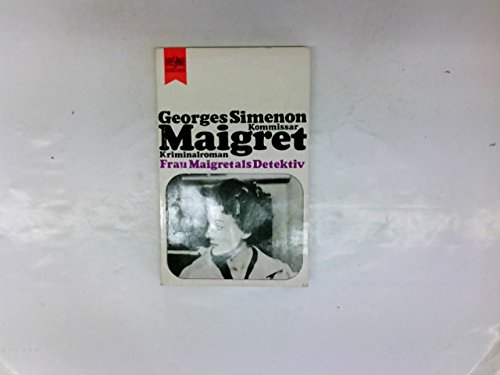 Georges Simenon
Kommissar
Maigret
Kriminalroman
Frau Maigret als Detektiv